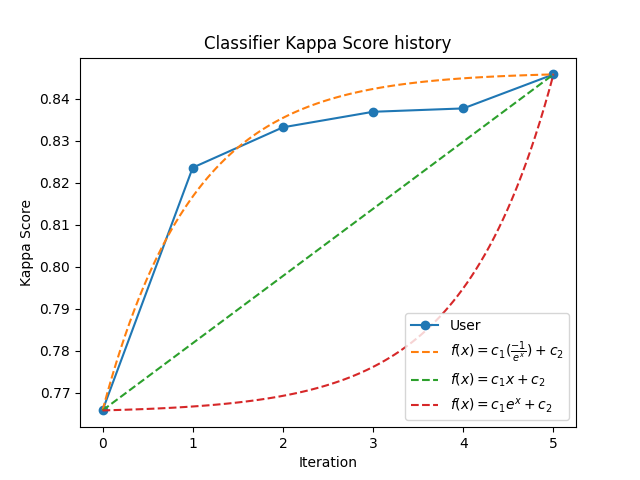 Classifier Kappa Score history
Kappa Score
0.84
0.83
0.82
0.81
0.80
0.79
0.78
0.77
0 1 2 3 4 5
Iteration
User
f(x) = c₁(−1/eˣ) + c₂
f(x) = c₁x + c₂
f(x) = c₁eˣ + c₂